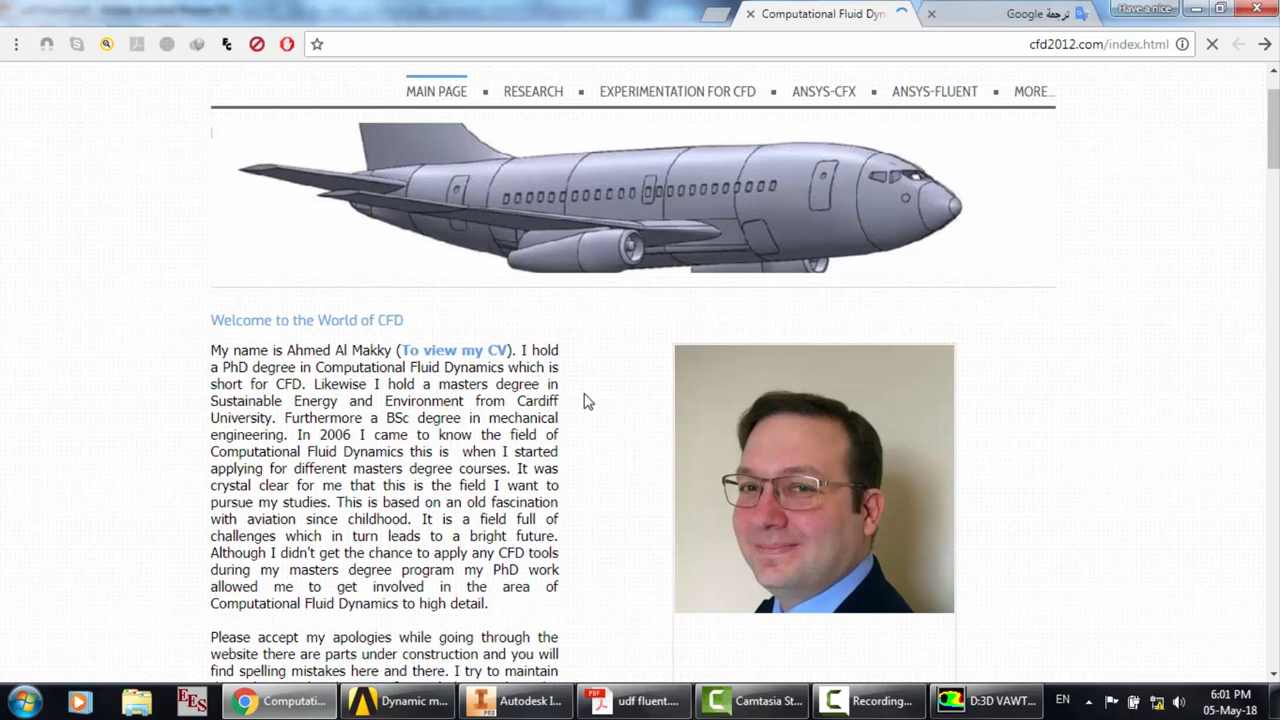 Computational Fluid Dyn
ترجمة Google
Have a nice
cfd2012.com/index.html
MAIN PAGE ▪ RESEARCH ▪ EXPERIMENTATION FOR CFD ▪ ANSYS-CFX ▪ ANSYS-FLUENT ▪ MORE...
Welcome to the World of CFD
My name is Ahmed Al Makky (To view my CV). I hold
a PhD degree in Computational Fluid Dynamics which is
short for CFD. Likewise I hold a masters degree in
Sustainable Energy and Environment from Cardiff
University. Furthermore a BSc degree in mechanical
engineering. In 2006 I came to know the field of
Computational Fluid Dynamics this is when I started
applying for different masters degree courses. It was
crystal clear for me that this is the field I want to
pursue my studies. This is based on an old fascination
with aviation since childhood. It is a field full of
challenges which in turn leads to a bright future.
Although I didn't get the chance to apply any CFD tools
during my masters degree program my PhD work
allowed me to get involved in the area of
Computational Fluid Dynamics to high detail.
Please accept my apologies while going through the
website there are parts under construction and you will
find spelling mistakes here and there. I try to maintain
EES
Computati...
Dynamic m...
Autodesk I...
udf fluent....
Camtasia St...
Recording...
D:3D VAWT...
EN
6:01 PM
05-May-18